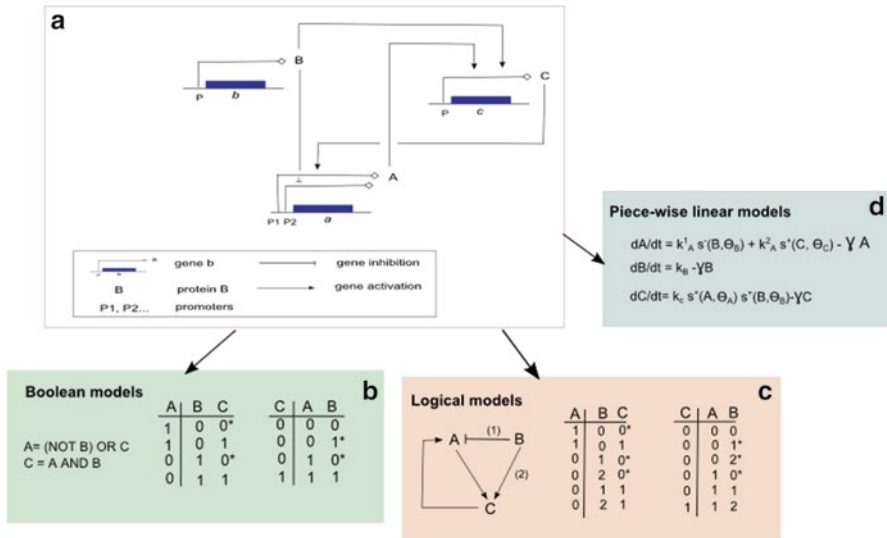 a
B
P
b
C
P
c
A
P1 P2
a
B
P
b
gene b
gene inhibition
B
protein B
gene activation
P1, P2...
promoters
d
Piece-wise linear models
dA/dt = k¹A s⁻(B,ΘB) + k²A s⁺(C, ΘC) - ɣ A
dB/dt = kB -ɣB
dC/dt= kc s⁺(A,ΘA) s⁺(B,ΘB)-ɣC
b
Boolean models
A= (NOT B) OR C
C = A AND B
A B C
1 0 0*
1 0 1
0 1 0*
0 1 1
C A B
0 0 0
0 0 1*
0 1 0*
1 1 1
c
Logical models
A
(1)
B
(2)
C
A B C
1 0 0*
1 0 1
0 1 0*
0 2 0*
0 1 1
0 2 1
C A B
0 0 0
0 0 1*
0 0 2*
0 1 0*
0 1 1
1 1 2